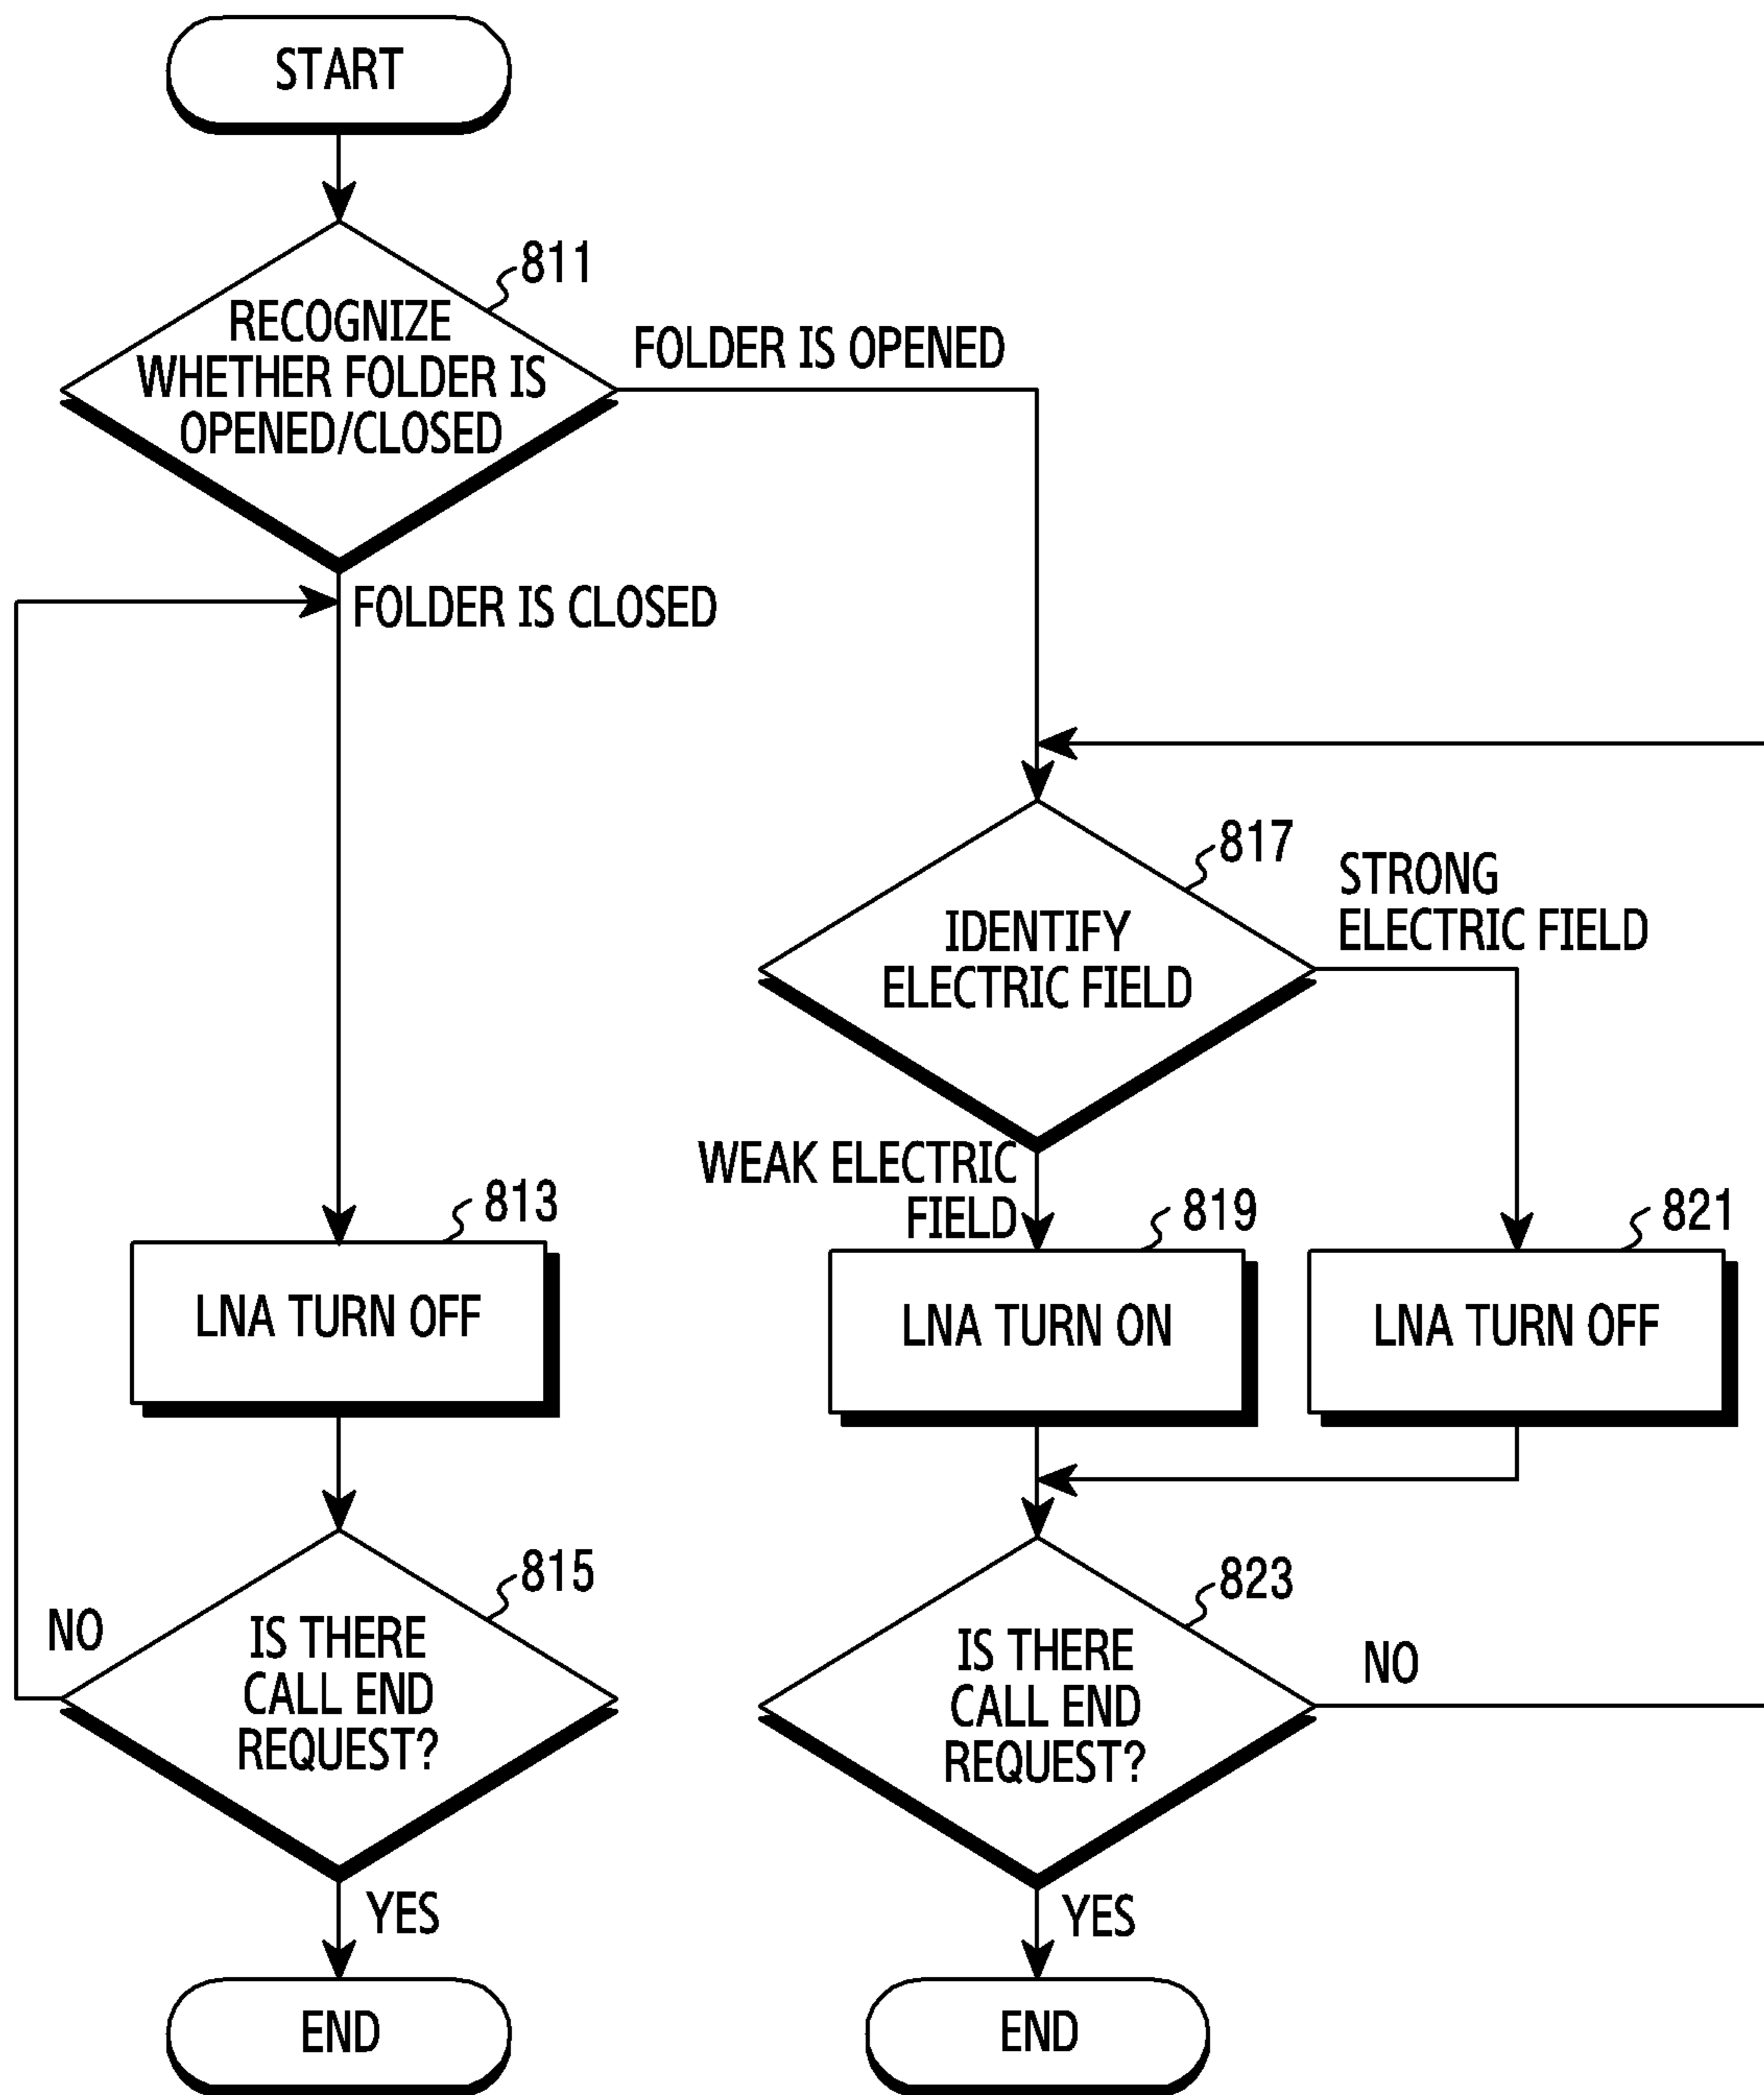 START
811
RECOGNIZE
WHETHER FOLDER IS
OPENED/CLOSED
FOLDER IS OPENED
FOLDER IS CLOSED
817
STRONG
ELECTRIC FIELD
IDENTIFY
ELECTRIC FIELD
WEAK ELECTRIC
FIELD
813
LNA TURN OFF
819
LNA TURN ON
821
LNA TURN OFF
815
NO
IS THERE
CALL END
REQUEST?
YES
END
823
IS THERE
CALL END
REQUEST?
NO
YES
END